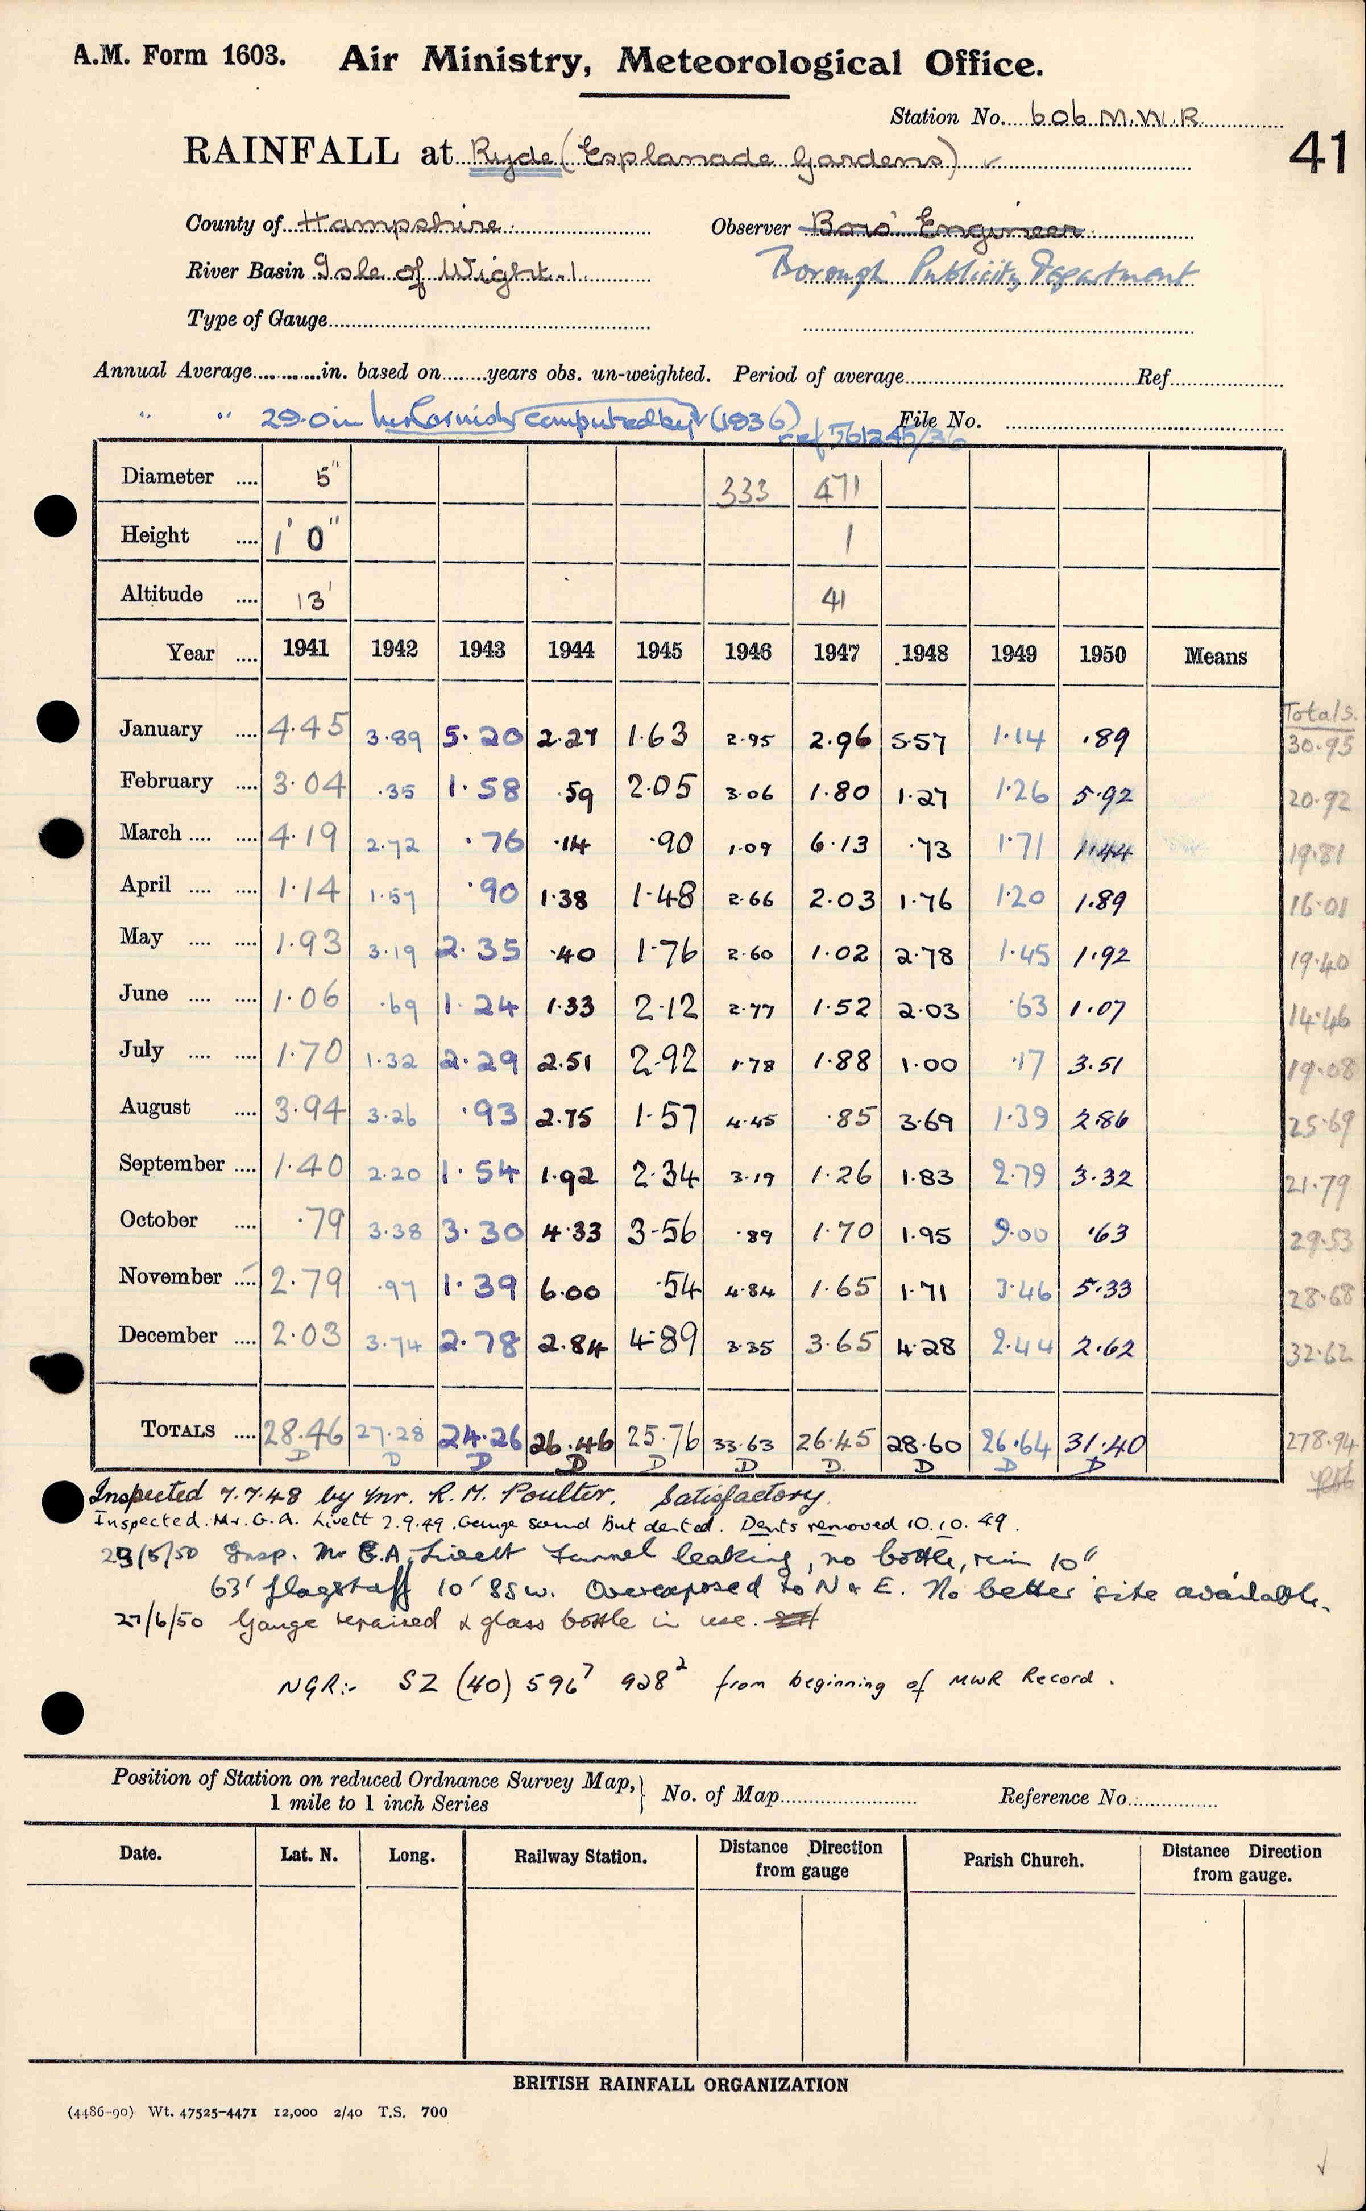 A.M. Form 1603. Air Ministry, Meteorological Office.
Station No. 606 M.W.R
RAINFALL at Ryde (Esplanade Gardens) ✓ 41
County of Hampshire Observer Boro' Engineer
River Basin Isle of Wight. 1. Borough Publicity Department
Type of Gauge
Annual Average in. based on years obs. un-weighted. Period of average Ref
" " 29.0 in computed by (1936) File No.
ref 561245/36
Diameter .... 5" 333 471
Height .... 1' 0" 1
Altitude .... 13' 41
Year .... 1941 1942 1943 1944 1945 1946 1947 1948 1949 1950 Means
Totals.
January .... 4.45 3.89 5.20 2.27 1.63 2.95 2.96 5.57 1.14 .89 30.95
February .... 3.04 .35 1.58 .59 2.05 3.06 1.80 1.27 1.26 5.92 20.92
March .... .... 4.19 2.72 .76 .14 .90 1.09 6.13 .73 1.71 1.44 19.81
April .... .... 1.14 1.57 .90 1.38 1.48 2.66 2.03 1.76 1.20 1.89 16.01
May .... .... 1.93 3.19 2.35 .40 1.76 2.60 1.02 2.78 1.45 1.92 19.40
June .... .... 1.06 .69 1.24 1.33 2.12 2.77 1.52 2.03 .63 1.07 14.46
July .... .... 1.70 1.32 2.29 2.51 2.92 1.78 1.88 1.00 .17 3.51 19.08
August .... 3.94 3.26 .93 2.75 1.57 4.45 .85 3.69 1.39 2.86 25.69
September .... 1.40 2.20 1.54 1.92 2.34 3.19 1.26 1.83 2.79 3.32 21.79
October .... .79 3.38 3.30 4.33 3.56 .89 1.70 1.95 9.00 .63 29.53
November .... 2.79 .97 1.39 6.00 .54 4.84 1.65 1.71 3.46 5.33 28.68
December .... 2.03 3.74 2.78 2.84 4.89 3.35 3.65 4.28 2.44 2.62 32.62
TOTALS .... 28.46 27.28 24.26 26.46 25.76 33.63 26.45 28.60 26.64 31.40 278.94
D D D D D D D D D D
Inspected 7.7.48 by Mr. R. M. Poulter. Satisfactory.
Inspected. Mr. G. A. Livett 2.9.49. Gauge sound but dented. Dents removed 10.10.49.
23/5/50 Insp. Mr G.A. Livett Funnel leaking, no bottle, rim 10"
63' flagstaff 10' 85w. Overexposed to N & E. No better site available.
27/6/50 Gauge repaired & glass bottle in use.
NGR:- SZ (40) 596⁷ 928² from beginning of MWR Record.
Position of Station on reduced Ordnance Survey Map, 1 mile to 1 inch Series } No. of Map Reference No.
Date. Lat. N. Long. Railway Station. Distance Direction from gauge Parish Church. Distance Direction from gauge.
BRITISH RAINFALL ORGANIZATION
(4486-90) Wt. 47525-4471 12,000 2/40 T.S. 700